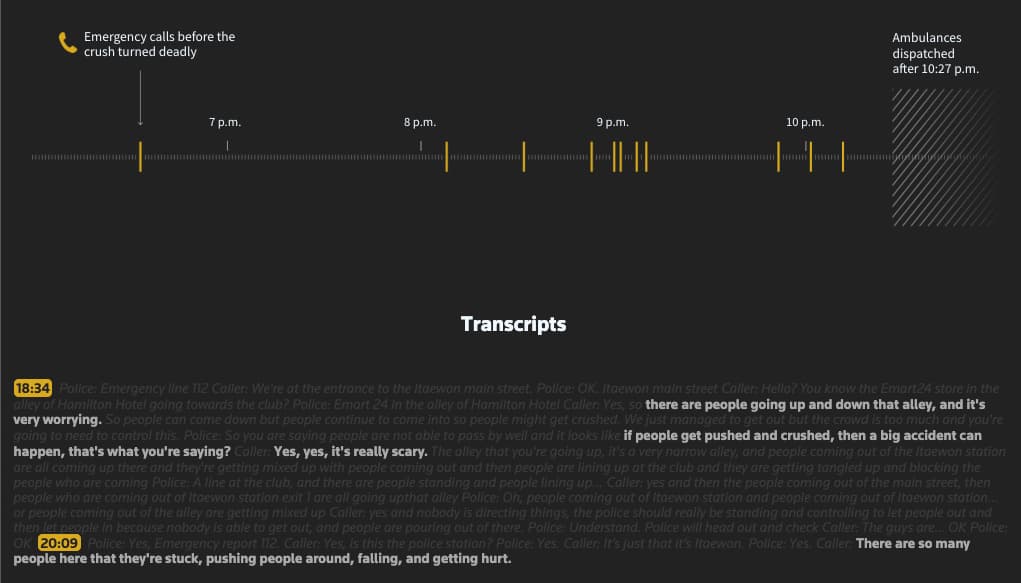 Emergency calls before the
crush turned deadly
Ambulances
dispatched
after 10:27 p.m.
7 p.m.
8 p.m.
9 p.m.
10 p.m.
Transcripts
18:34 Police: Emergency line 112 Caller: We're at the entrance to the Itaewon main street. Police: OK. Itaewon main street Caller: Hello? You know the Emart24 store in the
alley of Hamilton Hotel going towards the club? Police: Emart 24 in the alley of Hamilton Hotel Caller: Yes, so there are people going up and down that alley, and it's
very worrying. So people can come down but people continue to come into so people might get crushed. We just managed to get out but the crowd is too much and you're
going to need to control this. Police: So you are saying people are not able to pass by well and it looks like if people get pushed and crushed, then a big accident can
happen, that's what you're saying? Caller: Yes, yes, it's really scary. The alley that you're going up, it's a very narrow alley, and people coming out of the Itaewon station
are all coming up there and they're getting mixed up with people coming out and then people are lining up at the club and they are getting tangled up and blocking the
people who are coming Police: A line at the club, and there are people standing and people lining up... Caller: yes and then the people coming out of the main street, then
people who are coming out of Itaewon station exit 1 are all going upthat alley Police: Oh, people coming out of Itaewon station and people coming out of Itaewon station...
or people coming out of the alley are getting mixed up Caller: yes and nobody is directing things, the police should really be standing and controlling to let people out and
then let people in because nobody is able to get out, and people are pouring out of there. Police: Understand. Police will head out and check Caller: The guys are... OK Police:
OK 20:09 Police: Yes, Emergency report 112. Caller: Yes, is this the police station? Police: Yes. Caller: It's just that it's Itaewon. Police: Yes. Caller: There are so many
people here that they're stuck, pushing people around, falling, and getting hurt.